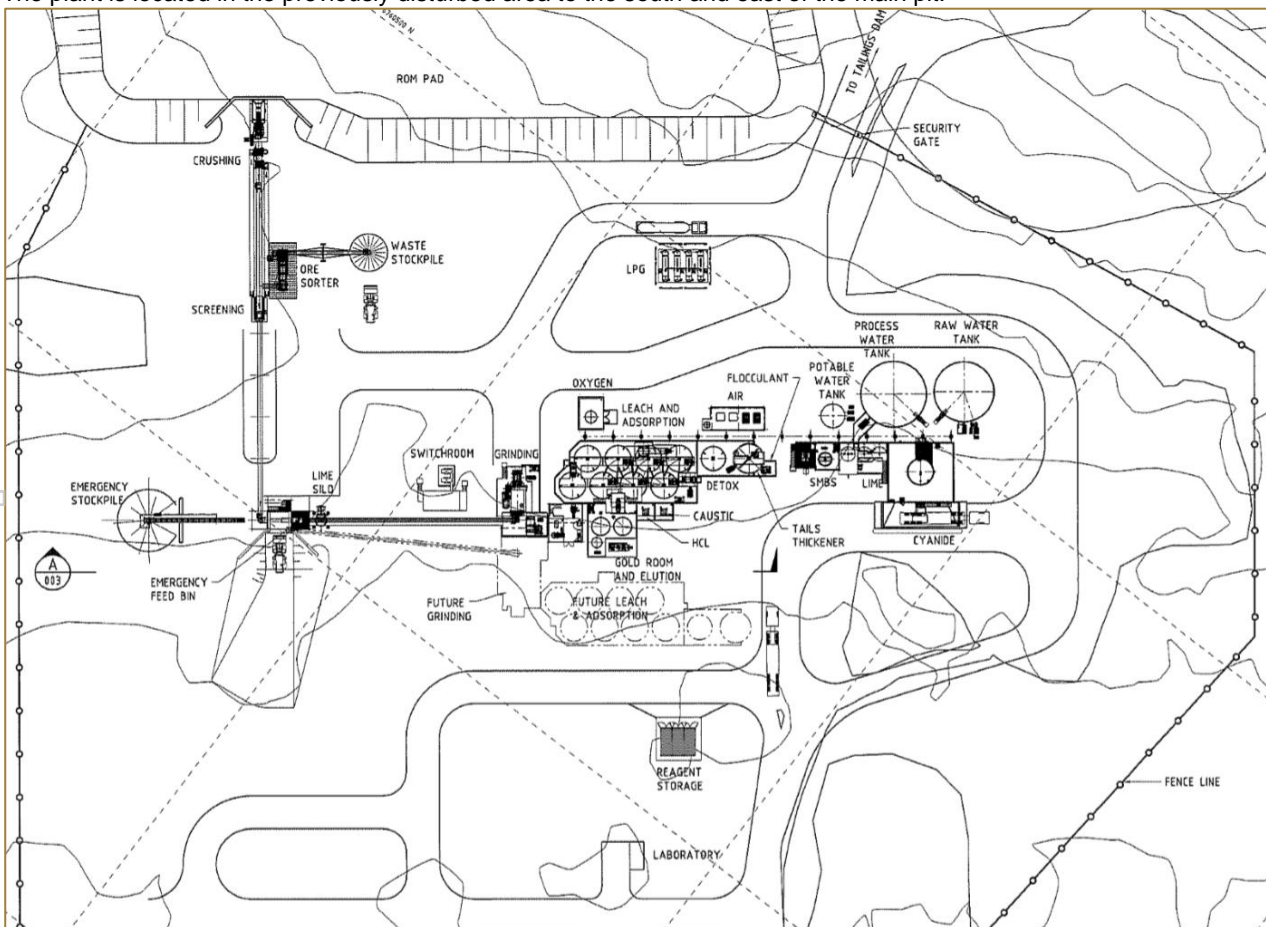 The plant is located in the previously disturbed area to the south and east of the main pit.
ROM PAD
TO TAILINGS DAM
SECURITY
GATE
CRUSHING
WASTE
STOCKPILE
ORE
SORTER
LPG
SCREENING
PROCESS
WATER
TANK
RAW WATER
TANK
POTABLE
WATER
TANK
OXYGEN
FLOCCULANT
AIR
LEACH AND
ADSORPTION
SWITCHROOM
GRINDING
LIME
SILO
EMERGENCY
STOCKPILE
DETOX
SMBS
LIME
CAUSTIC
TAILS
THICKENER
CYANIDE
HCL
A
003
EMERGENCY
FEED BIN
GOLD ROOM
AND ELUTION
FUTURE
GRINDING
FUTURE LEACH
& ADSORPTION
REAGENT
STORAGE
FENCE LINE
LABORATORY